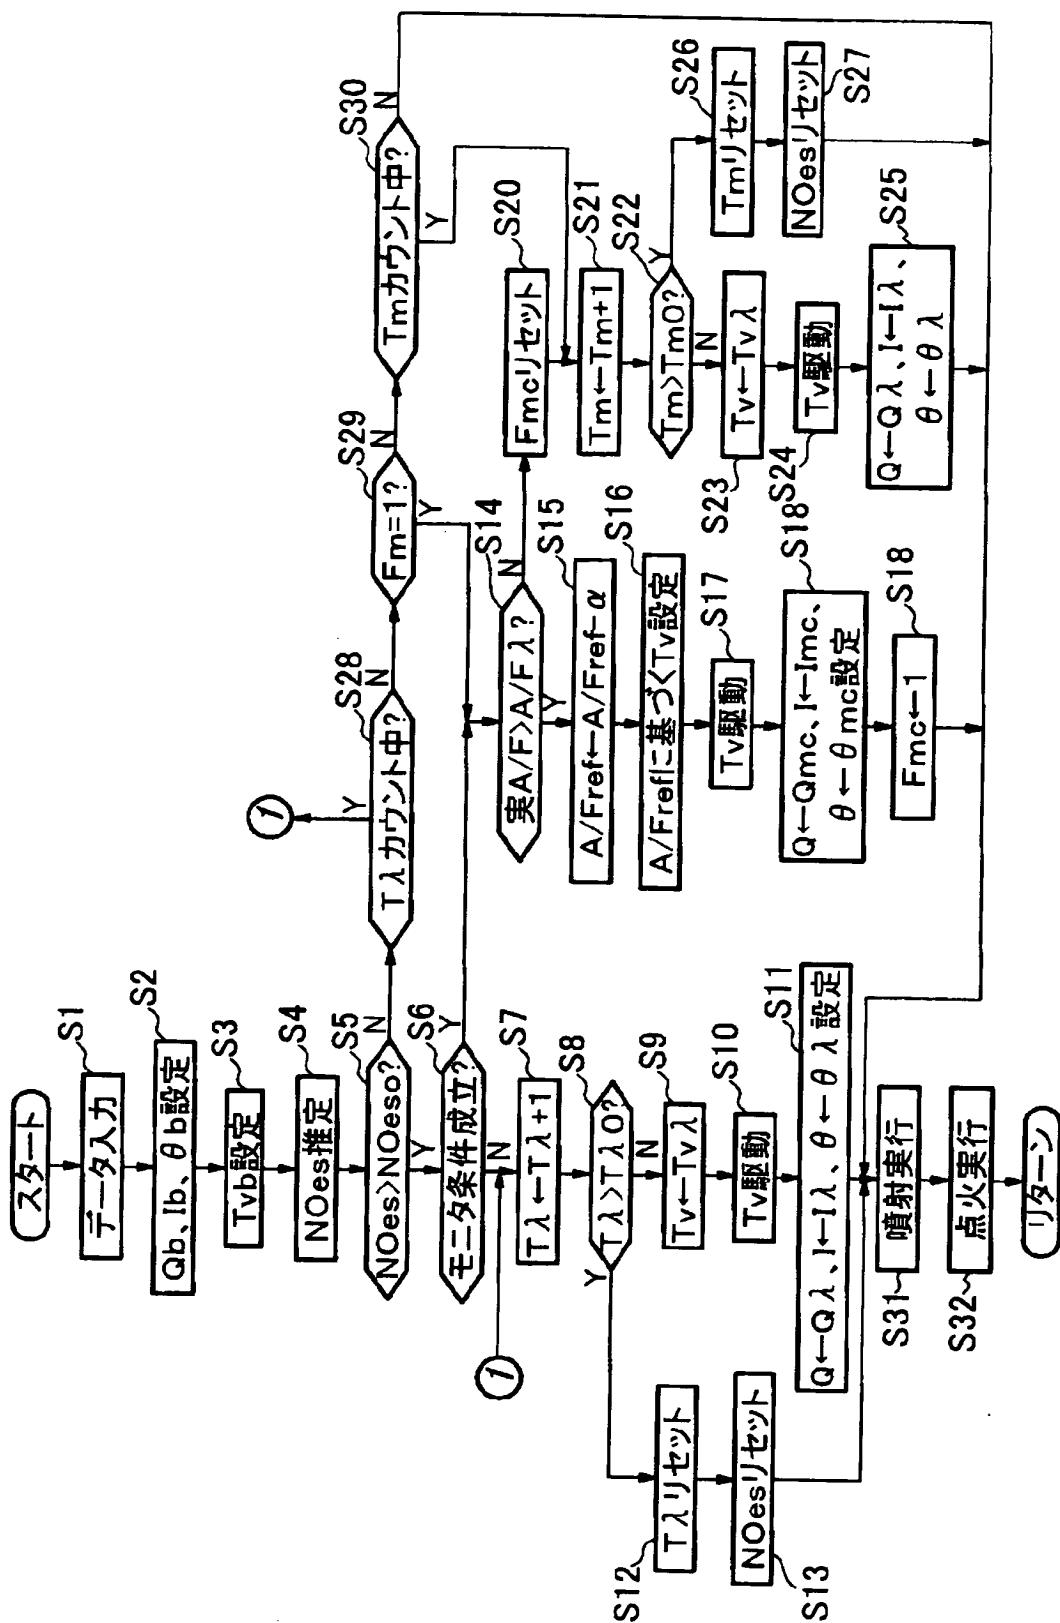 スタート
データ入力
S1
Qb、Ib、θb設定
S2
Tvb設定
S3
NOes推定
S4
NOes>NOeso?
S5
N
Y
モニタ条件成立?
S6
Y
N
①
Tλ←Tλ+1
S7
Tλ>Tλ0?
S8
Y
N
Tv←Tvλ
S9
Tv駆動
S10
Q←Qλ、I←Iλ、θ←θλ設定
S11
Tλリセット
S12
NOesリセット
S13
噴射実行
S31
点火実行
S32
リターン
①
Y
Tλカウント中?
S28
N
Fm=1?
S29
N
Y
Tmカウント中?
S30
N
Y
実A/F>A/Fλ?
S14
N
Y
A/Fref←A/Fref-α
S15
A/Frefに基づくTv設定
S16
Tv駆動
S17
Q←Qmc、I←Imc、
θ←θmc設定
S18
Fmc←1
S18
Fmcリセット
S20
Tm←Tm+1
S21
Tm>Tm0?
S22
Y
N
Tv←Tvλ
S23
Tv駆動
S24
Q←Qλ、I←Iλ、
θ←θλ
S25
Tmリセット
S26
NOesリセット
S27